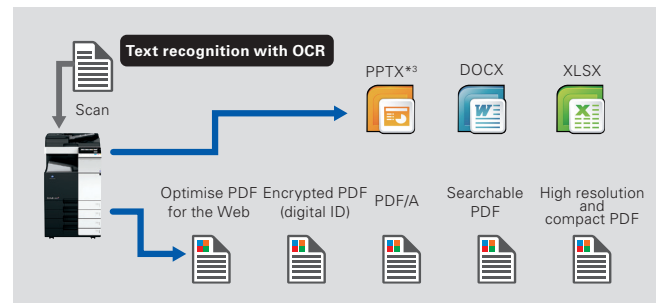 Text recognition with OCR
Scan
PPTX*3
DOCX
XLSX
Optimise PDF
for the Web
Encrypted PDF
(digital ID)
PDF/A
Searchable
PDF
High resolution
and
compact PDF